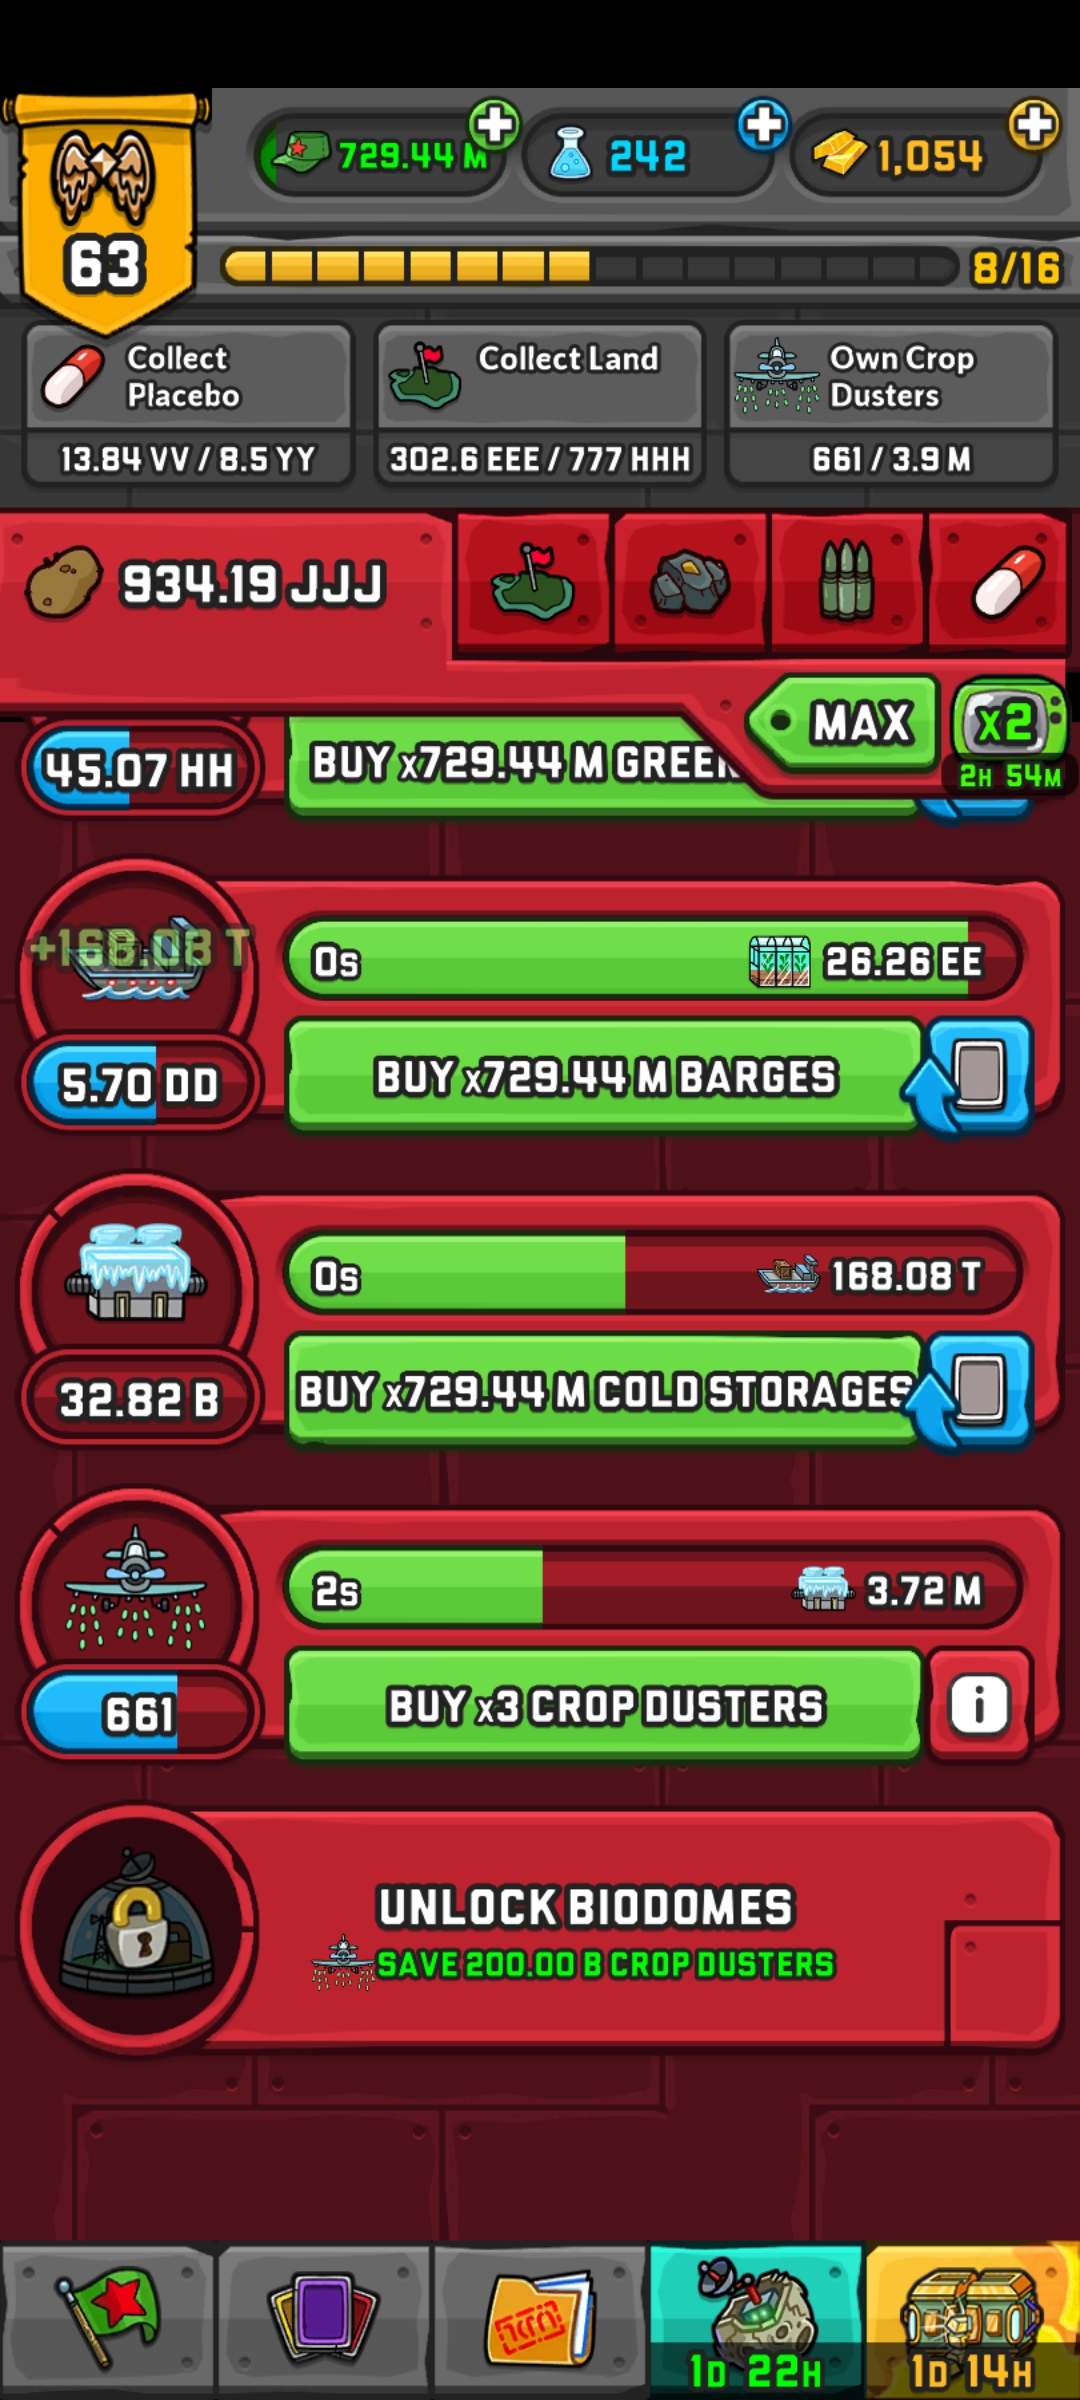 729.44 M
242
1,054
63
8/16
Collect
Placebo
13.84 VV / 8.5 YY
Collect Land
302.6 EEE / 777 HHH
Own Crop
Dusters
661 / 3.9 M
934.19 JJJ
MAX
x2
2H 54M
45.07 HH
BUY x729.44 M
+168.08 T
0s
26.26 EE
5.70 DD
BUY x729.44 M BARGES
0s
168.08 T
32.82 B
BUY x729.44 M COLD STORAGES
2s
3.72 M
661
BUY x3 CROP DUSTERS
i
UNLOCK BIODOMES
SAVE 200.00 B CROP DUSTERS
1D 22H
1D 14H